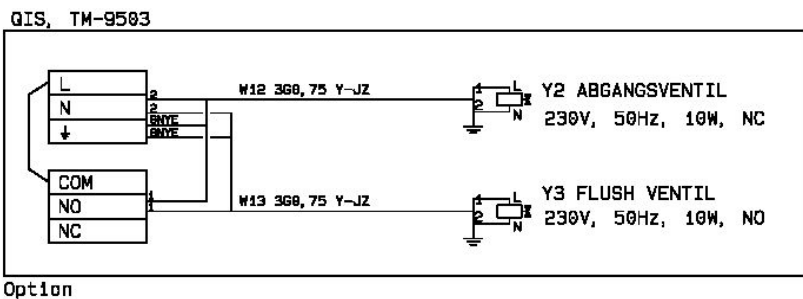 QIS, TM-9503
L
N
2
2
GNYE
GNYE
W12 3G0,75 Y-JZ
1
2
L
N
M
Y2 ABGANGSVENTIL
230V, 50Hz, 10W, NC
COM
NO
NC
1
1
W13 3G0,75 Y-JZ
1
2
L
N
M
Y3 FLUSH VENTIL
230V, 50Hz, 10W, NO
Option